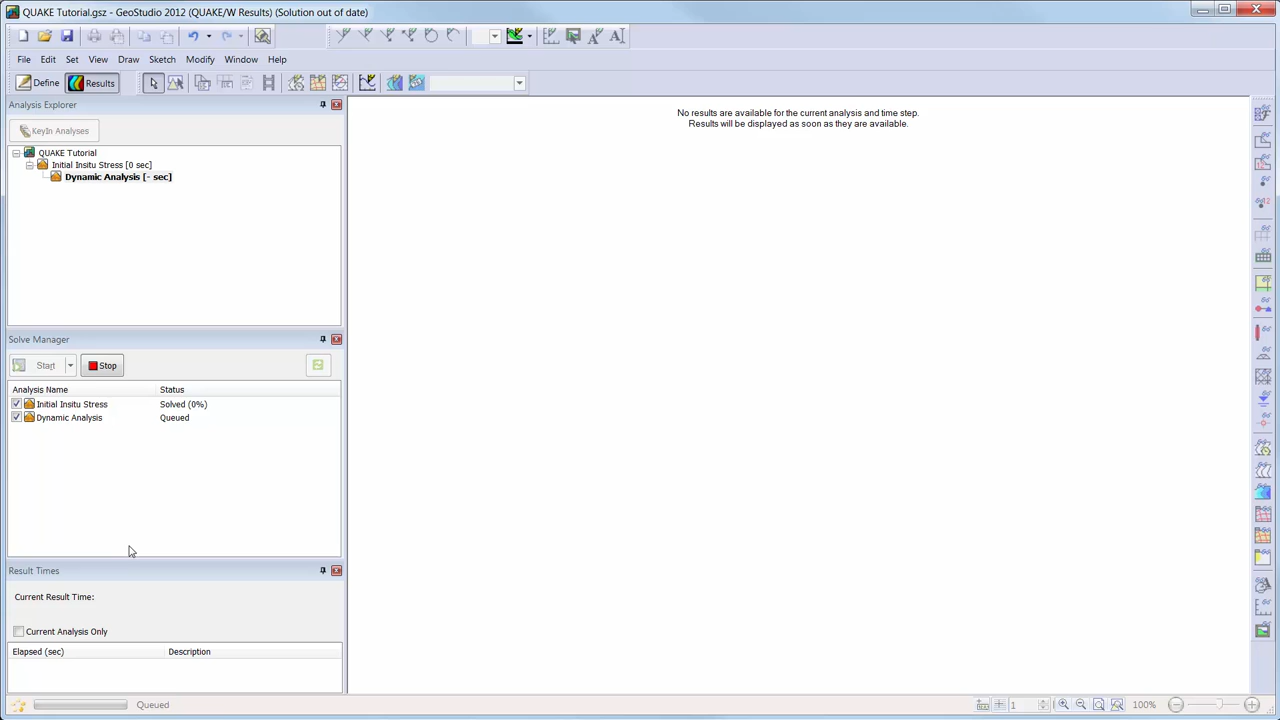 QUAKE Tutorial.gsz - GeoStudio 2012 (QUAKE/W Results) (Solution out of date)
File Edit Set View Draw Sketch Modify Window Help
Define Results
Analysis Explorer
KeyIn Analyses
QUAKE Tutorial
Initial Insitu Stress [0 sec]
Dynamic Analysis [- sec]
No results are available for the current analysis and time step.
Results will be displayed as soon as they are available.
Solve Manager
Start Stop
Analysis Name Status
Initial Insitu Stress Solved (0%)
Dynamic Analysis Queued
Result Times
Current Result Time:
Current Analysis Only
Elapsed (sec) Description
Queued 1 100%